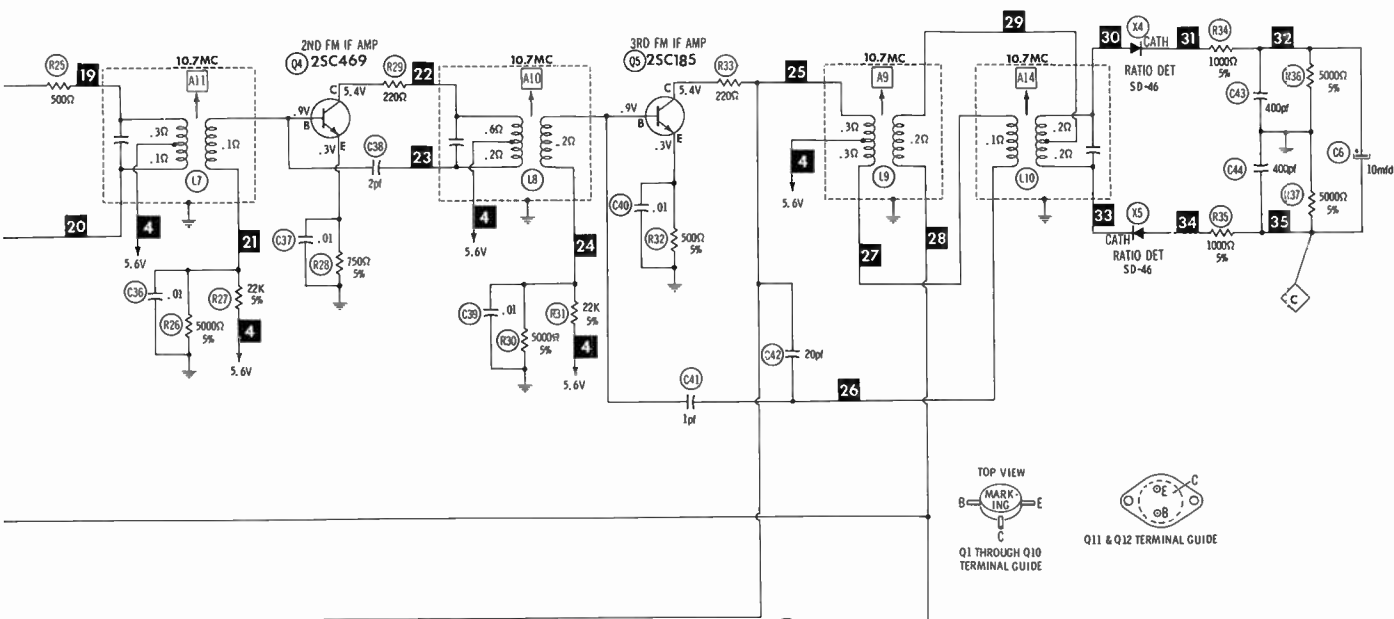 R25
500Ω
19
20
10.7MC
A11
.3Ω
.1Ω
.1Ω
L7
4
5.6V
21
C36
.01
R26
5000Ω
5%
R27
22K
5%
4
5.6V
2ND FM IF AMP
Q4 2SC469
C
5.4V
.9V
B
E
.3V
C37
.01
R28
750Ω
5%
R29
220Ω
22
C38
2pf
23
10.7MC
A10
.6Ω
.2Ω
.2Ω
L8
4
5.6V
24
C39
.01
R30
5000Ω
5%
R31
22K
5%
4
5.6V
3RD FM IF AMP
Q5 2SC185
C
5.4V
.9V
B
E
.3V
C40
.01
R32
500Ω
5%
R33
220Ω
25
C41
1pf
C42
20pf
26
4
5.6V
10.7MC
A9
.3Ω
.3Ω
.2Ω
L9
27
28
29
10.7MC
A14
.1Ω
.2Ω
.2Ω
L10
30
X4
CATH
RATIO DET
SD-46
31
R34
1000Ω
5%
32
C43
400pf
R36
5000Ω
5%
C44
400pf
R37
5000Ω
5%
C6
10mfd
33
X5
CATH
RATIO DET
SD-46
34
R35
1000Ω
5%
35
C
TOP VIEW
B
MARK-
ING
E
C
Q1 THROUGH Q10
TERMINAL GUIDE
E
B
C
Q11 & Q12 TERMINAL GUIDE